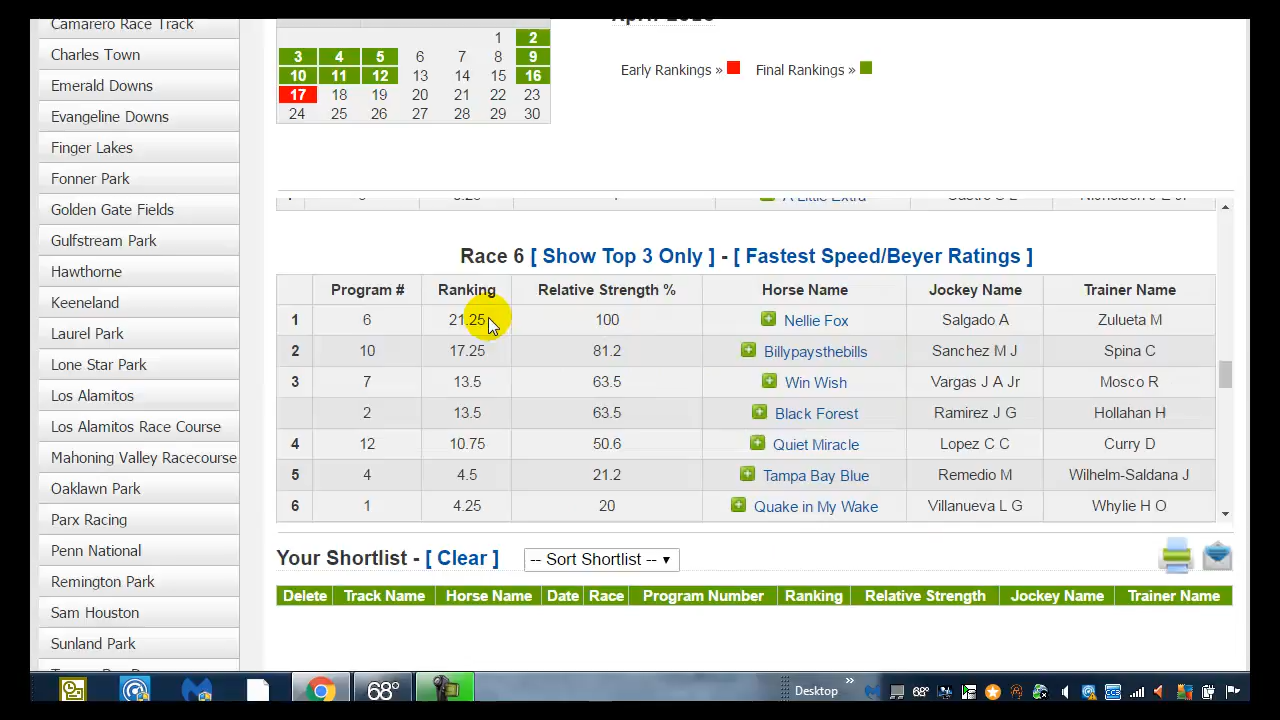 Camarero Race Track
Charles Town
Emerald Downs
Evangeline Downs
Finger Lakes
Fonner Park
Golden Gate Fields
Gulfstream Park
Hawthorne
Keeneland
Laurel Park
Lone Star Park
Los Alamitos
Los Alamitos Race Course
Mahoning Valley Racecourse
Oaklawn Park
Parx Racing
Penn National
Remington Park
Sam Houston
Sunland Park
1 2
3 4 5 6 7 8 9
10 11 12 13 14 15 16
17 18 19 20 21 22 23
24 25 26 27 28 29 30
Early Rankings » Final Rankings »
A Little Extra
Race 6 [ Show Top 3 Only ] - [ Fastest Speed/Beyer Ratings ]
Program # Ranking Relative Strength % Horse Name Jockey Name Trainer Name
1 6 21.25 100 Nellie Fox Salgado A Zulueta M
2 10 17.25 81.2 Billypaysthebills Sanchez M J Spina C
3 7 13.5 63.5 Win Wish Vargas J A Jr Mosco R
2 13.5 63.5 Black Forest Ramirez J G Hollahan H
4 12 10.75 50.6 Quiet Miracle Lopez C C Curry D
5 4 4.5 21.2 Tampa Bay Blue Remedio M Wilhelm-Saldana J
6 1 4.25 20 Quake in My Wake Villanueva L G Whylie H O
Your Shortlist - [ Clear ] -- Sort Shortlist --
Delete Track Name Horse Name Date Race Program Number Ranking Relative Strength Jockey Name Trainer Name
68° Desktop » 68°